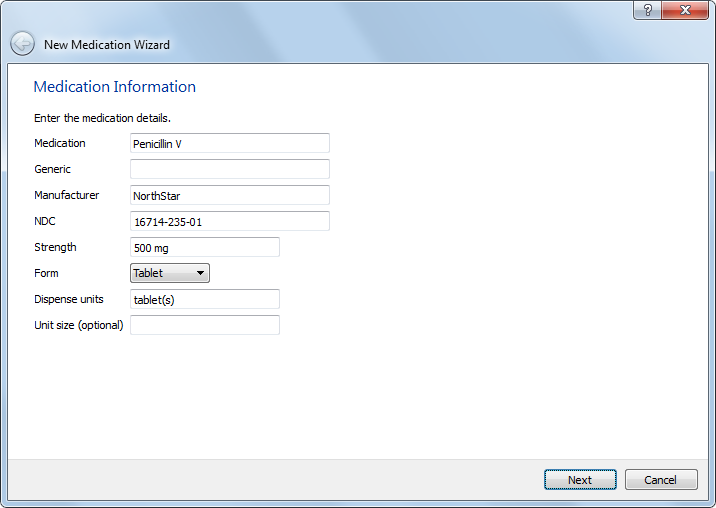 New Medication Wizard
Medication Information
Enter the medication details.
Medication Penicillin V
Generic
Manufacturer NorthStar
NDC 16714-235-01
Strength 500 mg
Form Tablet
Dispense units tablet(s)
Unit size (optional)
Next Cancel